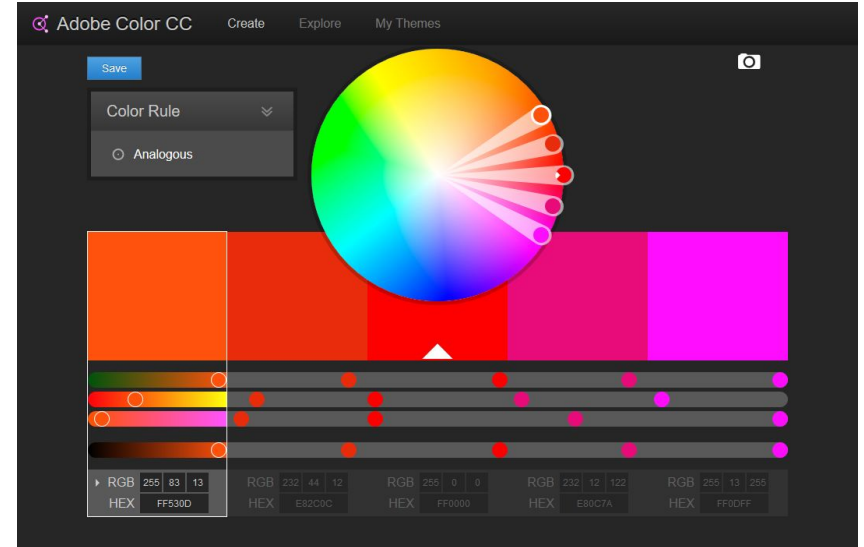 Adobe Color CC Create Explore My Themes
Save
Color Rule
Analogous
RGB 255 83 13 RGB 232 44 12 RGB 255 0 0 RGB 232 12 122 RGB 255 13 255
HEX FF530D HEX E82C0C HEX FF0000 HEX E80C7A HEX FF0DFF